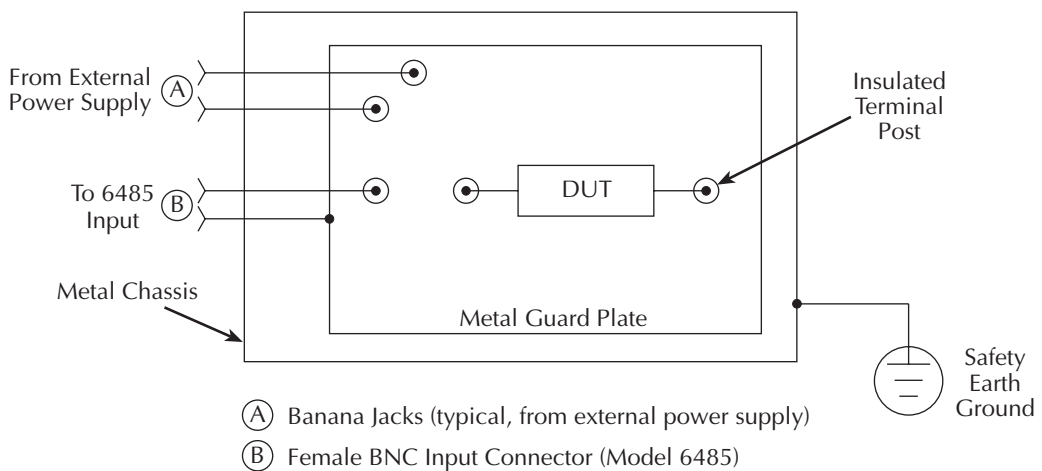 From External
Power Supply
A
Insulated
Terminal
Post
To 6485
Input
B
DUT
Metal Chassis
Metal Guard Plate
Safety
Earth
Ground
A Banana Jacks (typical, from external power supply)
B Female BNC Input Connector (Model 6485)